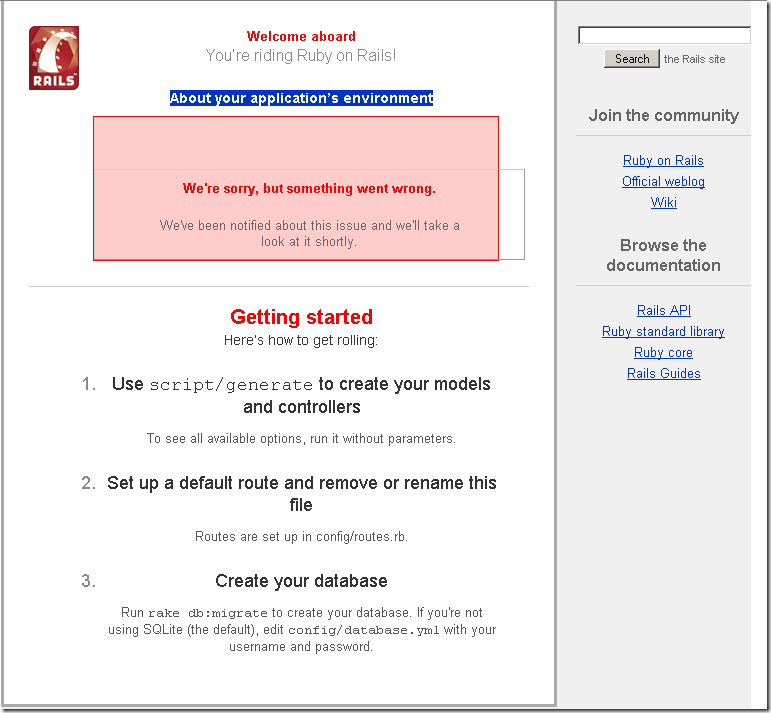 RAILS
Welcome aboard
You're riding Ruby on Rails!
About your application's environment
We're sorry, but something went wrong.
We've been notified about this issue and we'll take a
look at it shortly.
Getting started
Here's how to get rolling:
1. Use script/generate to create your models
and controllers
To see all available options, run it without parameters.
2. Set up a default route and remove or rename this
file
Routes are set up in config/routes.rb.
3. Create your database
Run rake db:migrate to create your database. If you're not
using SQLite (the default), edit config/database.yml with your
username and password.
Search the Rails site
Join the community
Ruby on Rails
Official weblog
Wiki
Browse the
documentation
Rails API
Ruby standard library
Ruby core
Rails Guides